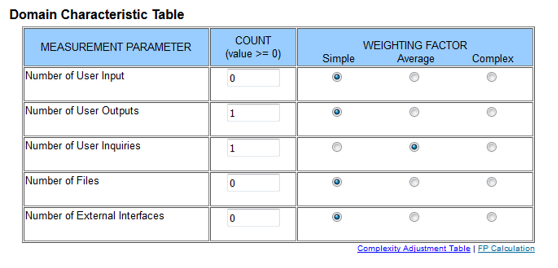 Domain Characteristic Table
MEASUREMENT PARAMETER
COUNT
(value >= 0)
WEIGHTING FACTOR
Simple Average Complex
Number of User Input 0
Number of User Outputs 1
Number of User Inquiries 1
Number of Files 0
Number of External Interfaces 0
Complexity Adjustment Table | FP Calculation